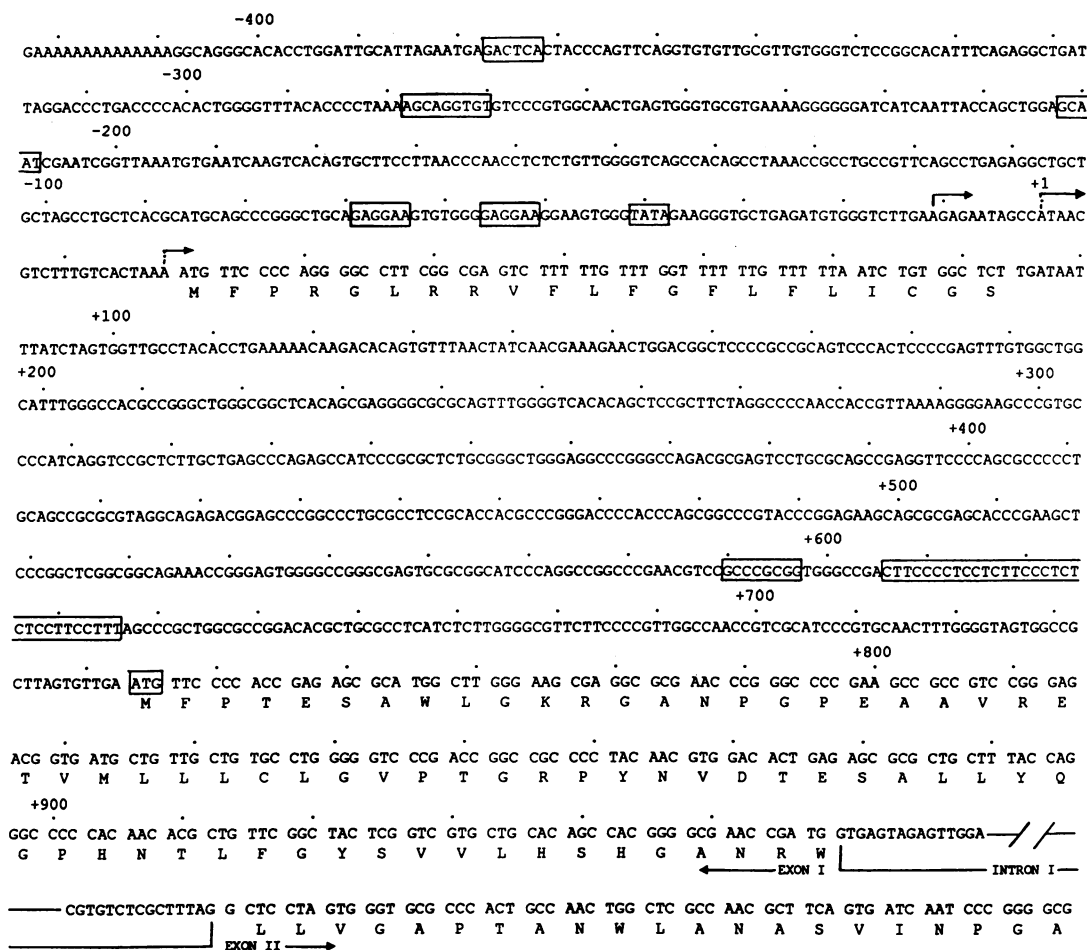 -400
GAAAAAAAAAAAAAAAGGCAGGGCACACCTGGATTGCATTAGAATGAGACTCACTACCCAGTTCAGGTGTGTTGCGTTGTGGGTCTCCGGCACATTTCAGAGGCTGAT
-300
TAGGACCCTGACCCCACACTGGGGTTTACACCCCTAAAAGCAGGTGTGTCCCGTGGCAACTGAGTGGGTGCGTGAAAAGGGGGGATCATCAATTACCAGCTGGAGCA
-200
ATCGAATCGGTTAAATGTGAATCAAGTCACAGTGCTTCCTTAACCCAACCTCTCTGTTGGGGTCAGCCACAGCCTAAACCGCCTGCCGTTCAGCCTGAGAGGCTGCT
-100 +1
GCTAGCCTGCTCACGCATGCAGCCCGGGCTGCAGAGGAAGTGTGGGGAGGAAGGAAGTGGGTATAGAAGGGTGCTGAGATGTGGGTCTTGAAGAGAATAGCCATAAC
GTCTTTGTCACTAAA ATG TTC CCC AGG GGC CTT CGG CGA GTC TTT TTG TTT GGT TTT TTG TTT TTA ATC TGT GGC TCT TGATAAT
M F P R G L R R V F L F G F L F L I C G S
+100
TTATCTAGTGGTTGCCTACACCTGAAAAACAAGACACAGTGTTTAACTATCAACGAAAGAACTGGACGGCTCCCCGCCGCAGTCCCACTCCCCGAGTTTGTGGCTGG
+200 +300
CATTTGGGCCACGCCGGGCTGGGCGGCTCACAGCGAGGGGCGCGCAGTTTGGGGTCACACAGCTCCGCTTCTAGGCCCCAACCACCGTTAAAAGGGGAAGCCCGTGC
+400
CCCATCAGGTCCGCTCTTGCTGAGCCCAGAGCCATCCCGCGCTCTGCGGGCTGGGAGGCCCGGGCCAGACGCGAGTCCTGCGCAGCCGAGGTTCCCCAGCGCCCCCT
+500
GCAGCCGCGCGTAGGCAGAGACGGAGCCCGGCCCTGCGCCTCCGCACCACGCCCGGGACCCCACCCAGCGGCCCGTACCCGGAGAAGCAGCGCGAGCACCCGAAGCT
+600
CCCGGCTCGGCGGCAGAAACCGGGAGTGGGGCCGGGCGAGTGCGCGGCATCCCAGGCCGGCCCGAACGTCCGCCCGCGGTGGGCCGACTTCCCCTCCTCTTCCCTCT
+700
CTCCTTCCTTTAGCCCGCTGGCGCCGGACACGCTGCGCCTCATCTCTTGGGGCGTTCTTCCCCGTTGGCCAACCGTCGCATCCCGTGCAACTTTGGGGTAGTGGCCG
+800
CTTAGTGTTGA ATG TTC CCC ACC GAG AGC GCA TGG CTT GGG AAG CGA GGC GCG AAC CCG GGC CCC GAA GCC GCC GTC CGG GAG
M F P T E S A W L G K R G A N P G P E A A V R E
ACG GTG ATG CTG TTG CTG TGC CTG GGG GTC CCG ACC GGC CGC CCC TAC AAC GTG GAC ACT GAG AGC GCG CTG CTT TAC CAG
T V M L L L C L G V P T G R P Y N V D T E S A L L Y Q
+900
GGC CCC CAC AAC ACG CTG TTC GGC TAC TCG GTC GTG CTG CAC AGC CAC GGG GCG AAC CGA TG GTGAGTAGAGTTGGA
G P H N T L F G Y S V V L H S H G A N R W
EXON I INTRON I
CGTGTCTCGCTTTAG G CTC CTA GTG GGT GCG CCC ACT GCC AAC TGG CTC GCC AAC GCT TCA GTG ATC AAT CCC GGG GCG
L L V G A P T A N W L A N A S V I N P G A
EXON II